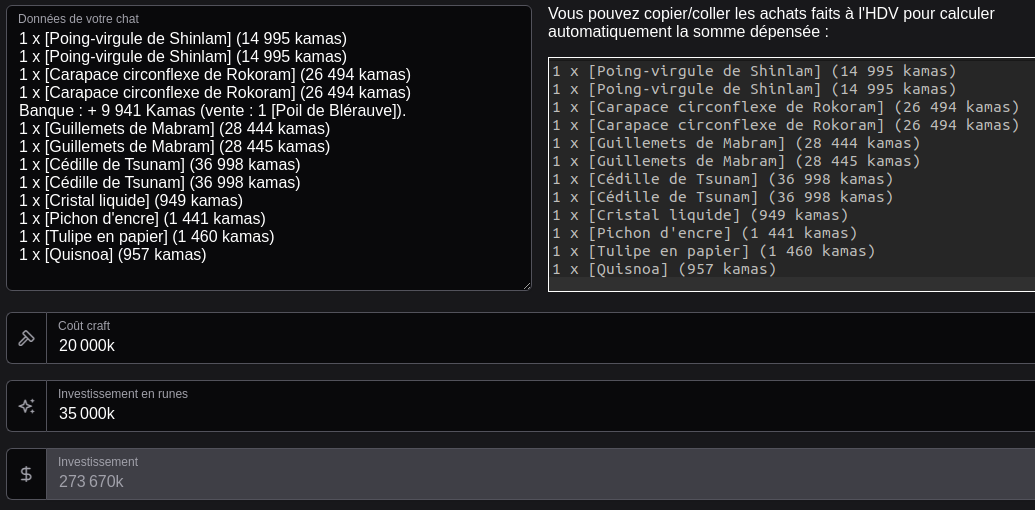 Données de votre chat
1 x [Poing-virgule de Shinlam] (14 995 kamas)
1 x [Poing-virgule de Shinlam] (14 995 kamas)
1 x [Carapace circonflexe de Rokoram] (26 494 kamas)
1 x [Carapace circonflexe de Rokoram] (26 494 kamas)
Banque : + 9 941 Kamas (vente : 1 [Poil de Blérauve]).
1 x [Guillemets de Mabram] (28 444 kamas)
1 x [Guillemets de Mabram] (28 445 kamas)
1 x [Cédille de Tsunam] (36 998 kamas)
1 x [Cédille de Tsunam] (36 998 kamas)
1 x [Cristal liquide] (949 kamas)
1 x [Pichon d'encre] (1 441 kamas)
1 x [Tulipe en papier] (1 460 kamas)
1 x [Quisnoa] (957 kamas)
Vous pouvez copier/coller les achats faits à l'HDV pour calculer
automatiquement la somme dépensée :
1 x [Poing-virgule de Shinlam] (14 995 kamas)
1 x [Poing-virgule de Shinlam] (14 995 kamas)
1 x [Carapace circonflexe de Rokoram] (26 494 kamas)
1 x [Carapace circonflexe de Rokoram] (26 494 kamas)
1 x [Guillemets de Mabram] (28 444 kamas)
1 x [Guillemets de Mabram] (28 445 kamas)
1 x [Cédille de Tsunam] (36 998 kamas)
1 x [Cédille de Tsunam] (36 998 kamas)
1 x [Cristal liquide] (949 kamas)
1 x [Pichon d'encre] (1 441 kamas)
1 x [Tulipe en papier] (1 460 kamas)
1 x [Quisnoa] (957 kamas)
Coût craft
20 000k
Investissement en runes
35 000k
Investissement
273 670k